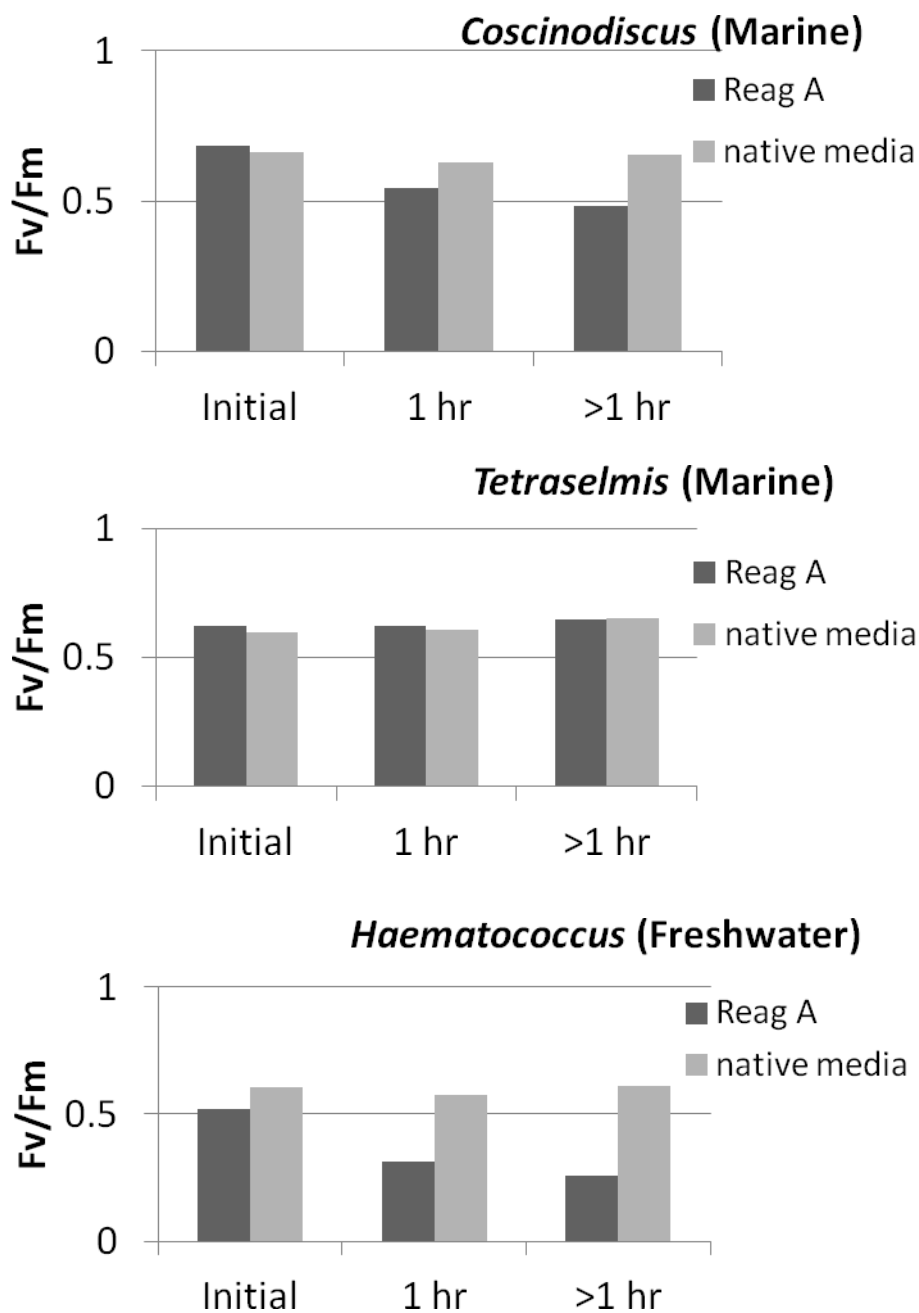 Coscinodiscus (Marine)
1
Reag A
native media
Fv/Fm
0.5
0
Initial 1 hr >1 hr
Tetraselmis (Marine)
1
Reag A
native media
Fv/Fm
0.5
0
Initial 1 hr >1 hr
Haematococcus (Freshwater)
1
Reag A
native media
Fv/Fm
0.5
0
Initial 1 hr >1 hr